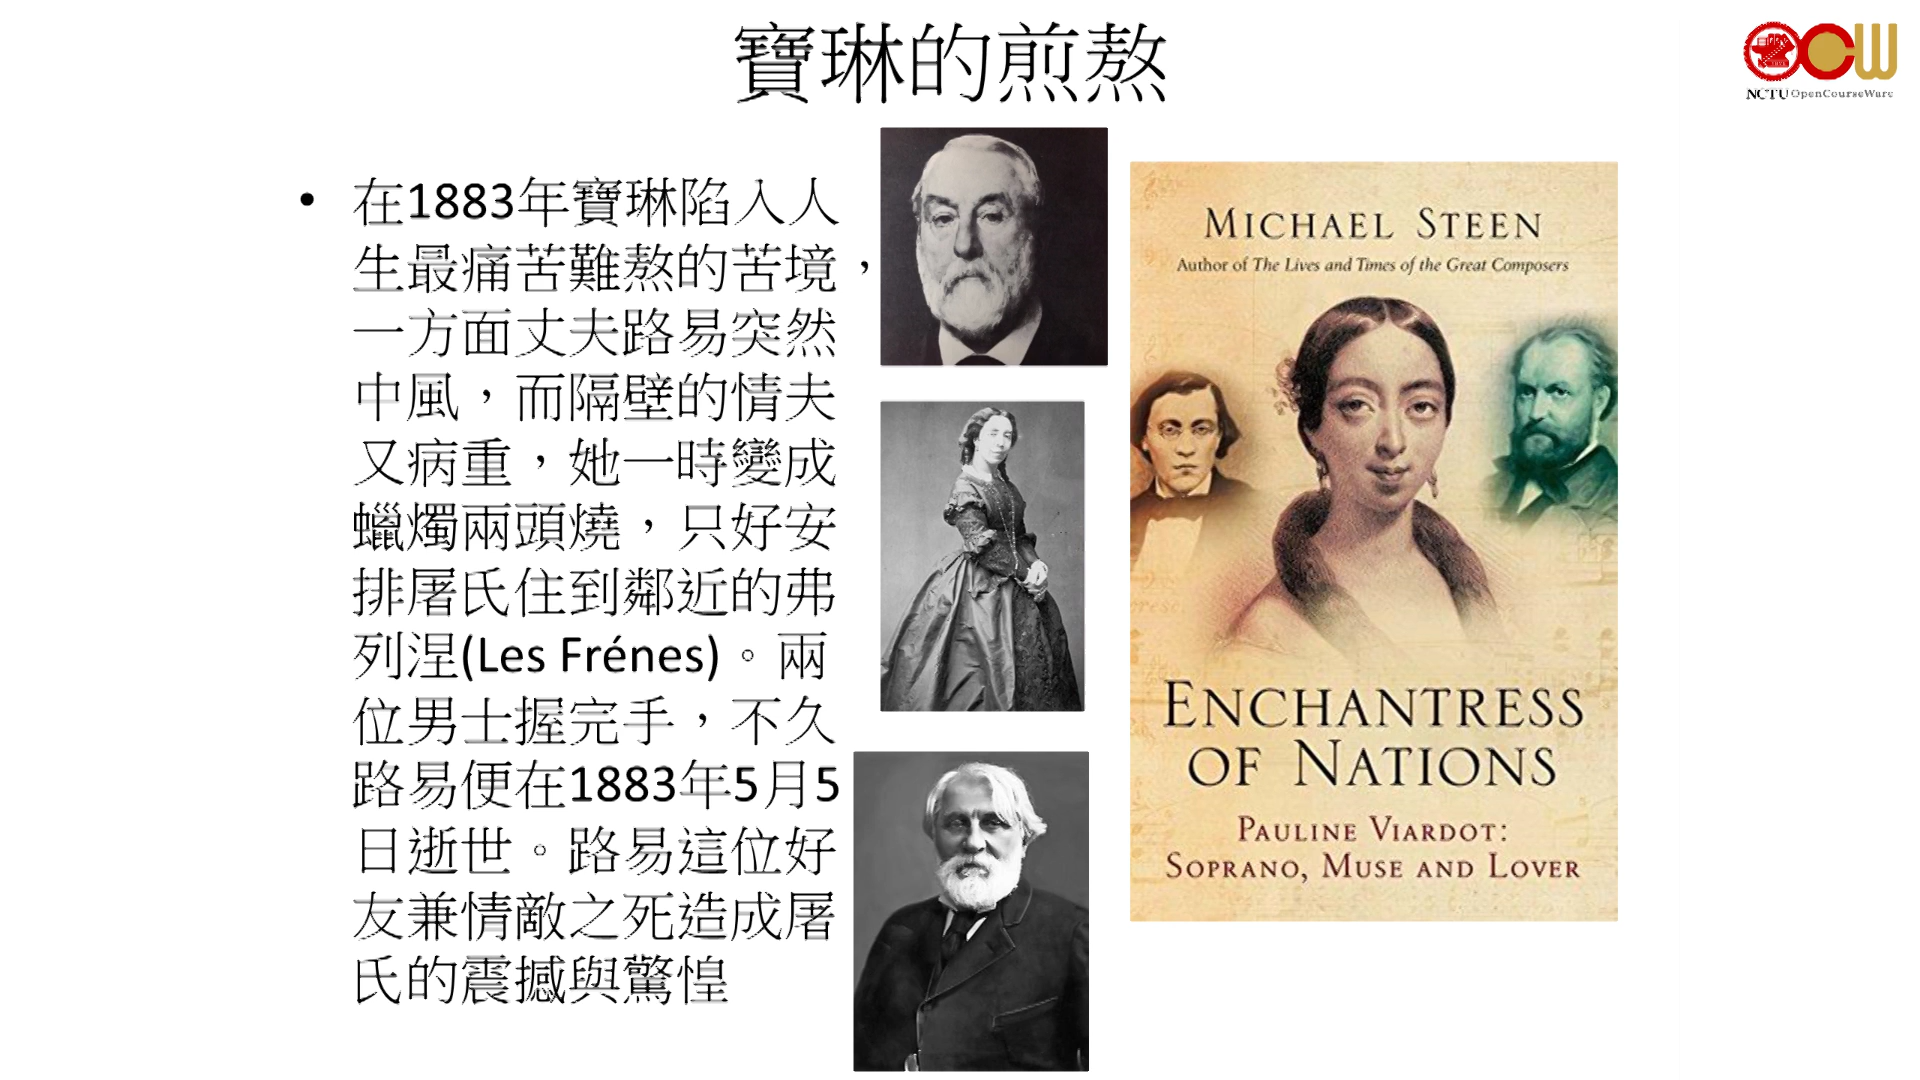 寶琳的煎熬
NCTU OpenCourseWare
• 在1883年寶琳陷入人
生最痛苦難熬的苦境，
一方面丈夫路易突然
中風，而隔壁的情夫
又病重，她一時變成
蠟燭兩頭燒，只好安
排屠氏住到鄰近的弗
列涅(Les Frénes)。兩
位男士握完手，不久
路易便在1883年5月5
日逝世。路易這位好
友兼情敵之死造成屠
氏的震撼與驚惶
MICHAEL STEEN
Author of The Lives and Times of the Great Composers
ENCHANTRESS
OF NATIONS
PAULINE VIARDOT:
SOPRANO, MUSE AND LOVER